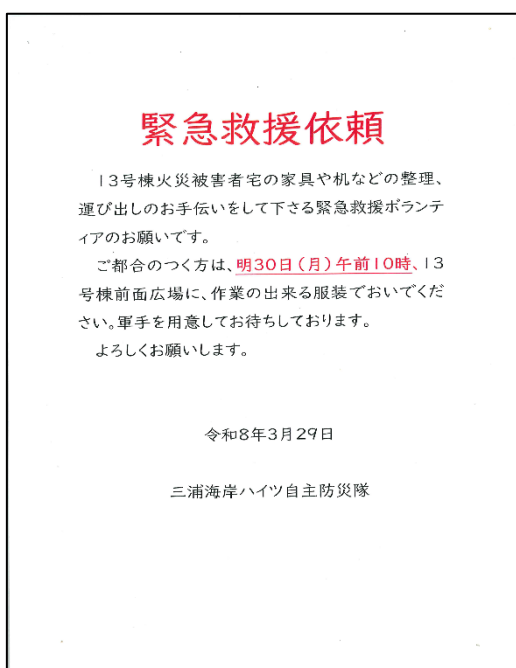 緊急救援依頼
13号棟火災被害者宅の家具や机などの整理、
運び出しのお手伝いをして下さる緊急救援ボランテ
ィアのお願いです。
ご都合のつく方は、明30日(月)午前10時、13
号棟前面広場に、作業の出来る服装でおいでくだ
さい。軍手を用意してお待ちしております。
よろしくお願いします。
令和8年3月29日
三浦海岸ハイツ自主防災隊